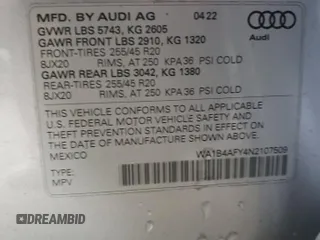 MFD. BY AUDI AG 04 22
GVWR LBS 5743, KG 2605
GAWR FRONT LBS 2910, KG 1320
FRONT-TIRES 255/45 R20
8JX20 RIMS, AT 250 KPA 36 PSI COLD
GAWR REAR LBS 3042, KG 1380
REAR-TIRES 255/45 R20
8JX20 RIMS, AT 250 KPA 36 PSI COLD
Audi
THIS VEHICLE CONFORMS TO ALL APPLICABLE
U.S. FEDERAL MOTOR VEHICLE SAFETY AND
THEFT PREVENTION STANDARDS IN EFFECT ON
THE DATE OF MANUFACTURE SHOWN ABOVE.
MEXICO
WA1B4AFY4N2107509
TYPE:
MPV
DREAMBID